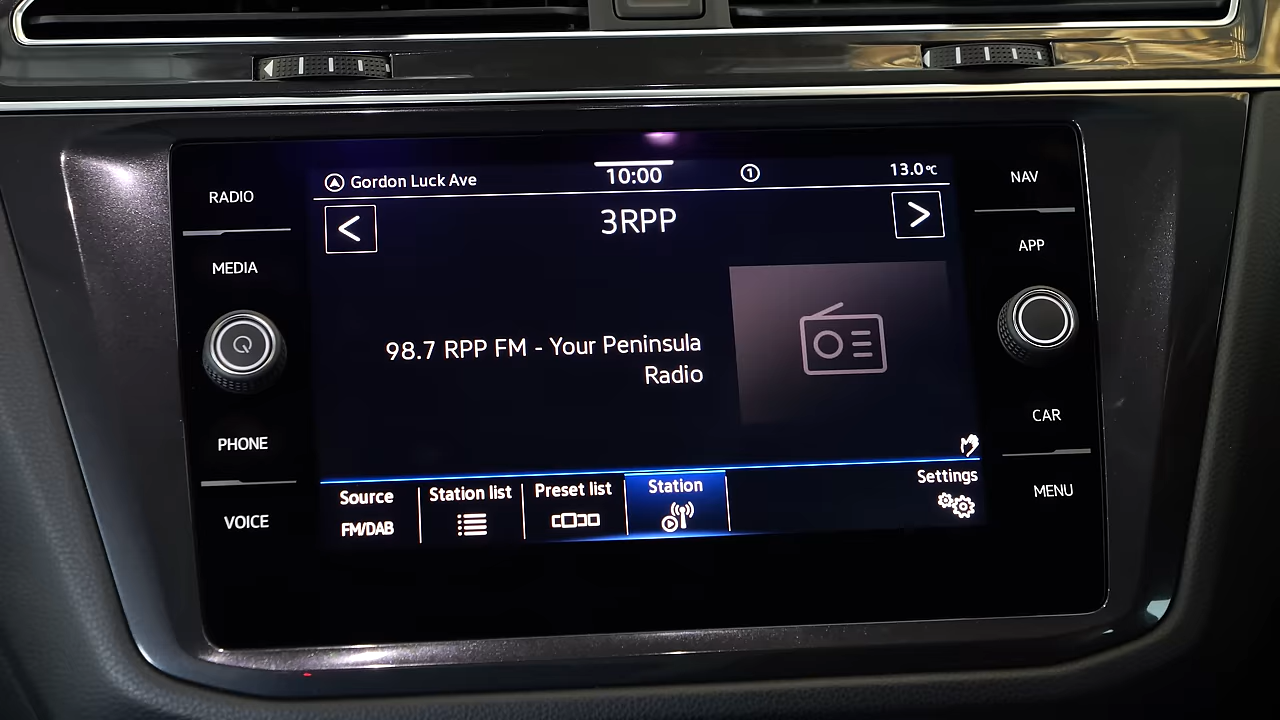 RADIO
MEDIA
PHONE
VOICE
Gordon Luck Ave
10:00
1
13.0°C
<
3RPP
>
98.7 RPP FM - Your Peninsula
Radio
Source
FM/DAB
Station list
Preset list
Station
Settings
NAV
APP
CAR
MENU